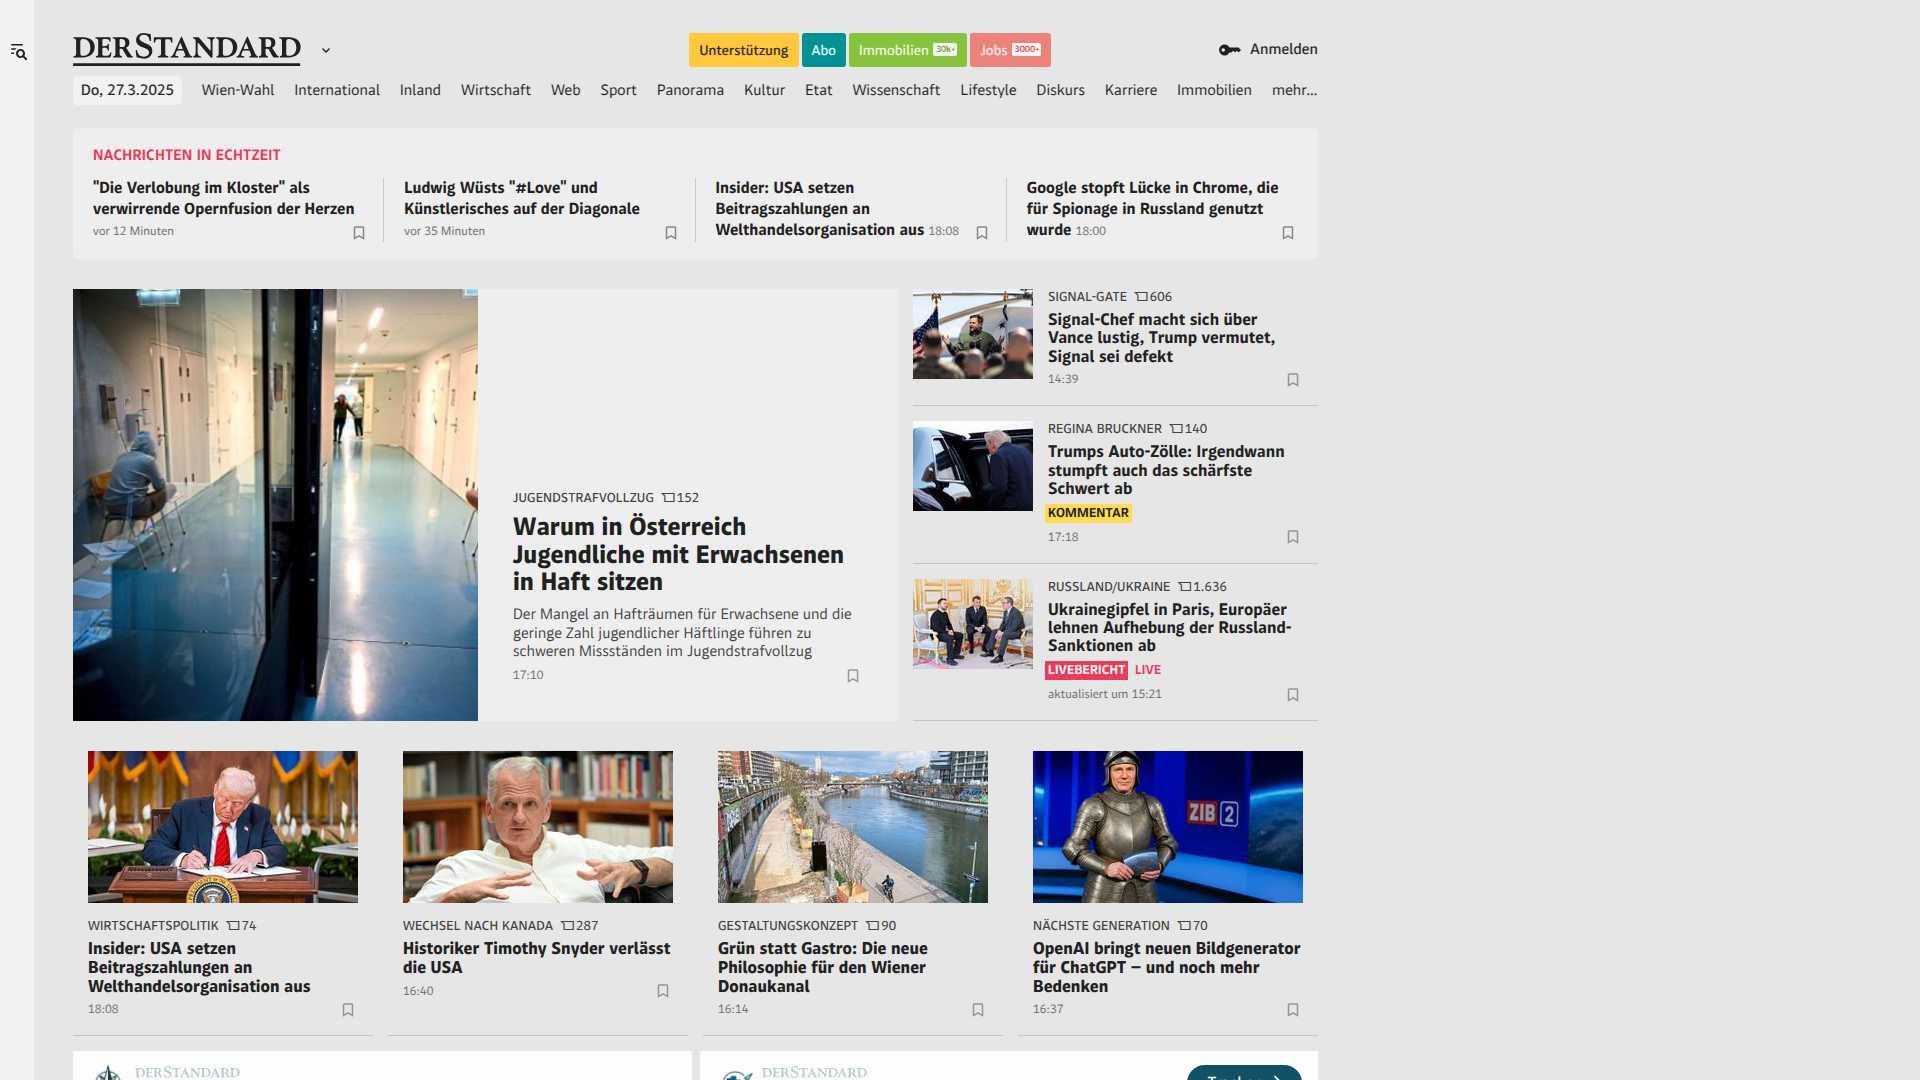 DERSTANDARD
Unterstützung
Abo
Immobilien 30k+
Jobs 3000+
Anmelden
Do, 27.3.2025
Wien-Wahl
International
Inland
Wirtschaft
Web
Sport
Panorama
Kultur
Etat
Wissenschaft
Lifestyle
Diskurs
Karriere
Immobilien
mehr...
NACHRICHTEN IN ECHTZEIT
"Die Verlobung im Kloster" als
verwirrende Opernfusion der Herzen
vor 12 Minuten
Ludwig Wüsts "#Love" und
Künstlerisches auf der Diagonale
vor 35 Minuten
Insider: USA setzen
Beitragszahlungen an
Welthandelsorganisation aus 18:08
Google stopft Lücke in Chrome, die
für Spionage in Russland genutzt
wurde 18:00
JUGENDSTRAFVOLLZUG 152
Warum in Österreich
Jugendliche mit Erwachsenen
in Haft sitzen
Der Mangel an Hafträumen für Erwachsene und die
geringe Zahl jugendlicher Häftlinge führen zu
schweren Missständen im Jugendstrafvollzug
17:10
SIGNAL-GATE 606
Signal-Chef macht sich über
Vance lustig, Trump vermutet,
Signal sei defekt
14:39
REGINA BRUCKNER 140
Trumps Auto-Zölle: Irgendwann
stumpft auch das schärfste
Schwert ab
KOMMENTAR
17:18
RUSSLAND/UKRAINE 1.636
Ukrainegipfel in Paris, Europäer
lehnen Aufhebung der Russland-
Sanktionen ab
LIVEBERICHT LIVE
aktualisiert um 15:21
WIRTSCHAFTSPOLITIK 74
Insider: USA setzen
Beitragszahlungen an
Welthandelsorganisation aus
18:08
WECHSEL NACH KANADA 287
Historiker Timothy Snyder verlässt
die USA
16:40
GESTALTUNGSKONZEPT 90
Grün statt Gastro: Die neue
Philosophie für den Wiener
Donaukanal
16:14
ZIB 2
NÄCHSTE GENERATION 70
OpenAI bringt neuen Bildgenerator
für ChatGPT – und noch mehr
Bedenken
16:37
DERSTANDARD
DERSTANDARD